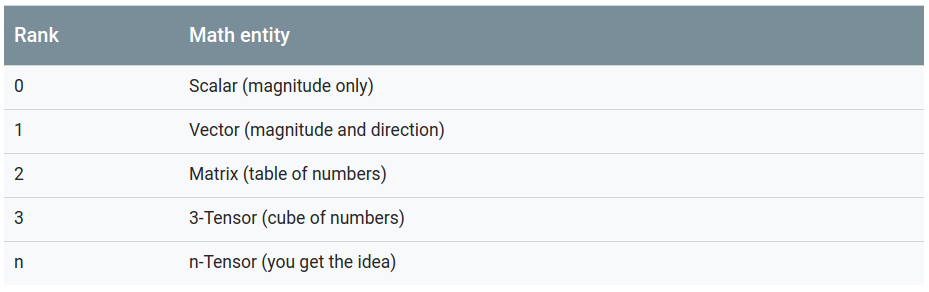 Rank Math entity
0 Scalar (magnitude only)
1 Vector (magnitude and direction)
2 Matrix (table of numbers)
3 3-Tensor (cube of numbers)
n n-Tensor (you get the idea)